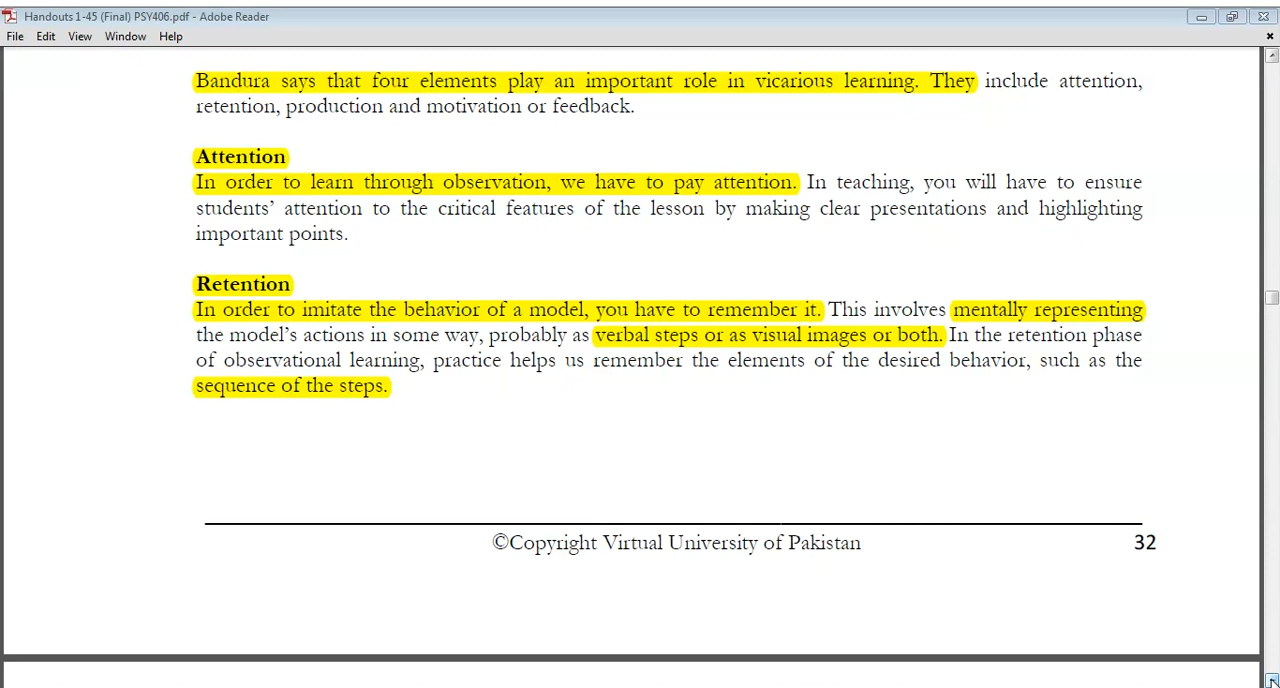 Handouts 1-45 (Final) PSY406.pdf - Adobe Reader
File Edit View Window Help
Bandura says that four elements play an important role in vicarious learning. They include attention,
retention, production and motivation or feedback.
Attention
In order to learn through observation, we have to pay attention. In teaching, you will have to ensure
students’ attention to the critical features of the lesson by making clear presentations and highlighting
important points.
Retention
In order to imitate the behavior of a model, you have to remember it. This involves mentally representing
the model’s actions in some way, probably as verbal steps or as visual images or both. In the retention phase
of observational learning, practice helps us remember the elements of the desired behavior, such as the
sequence of the steps.
©Copyright Virtual University of Pakistan 32